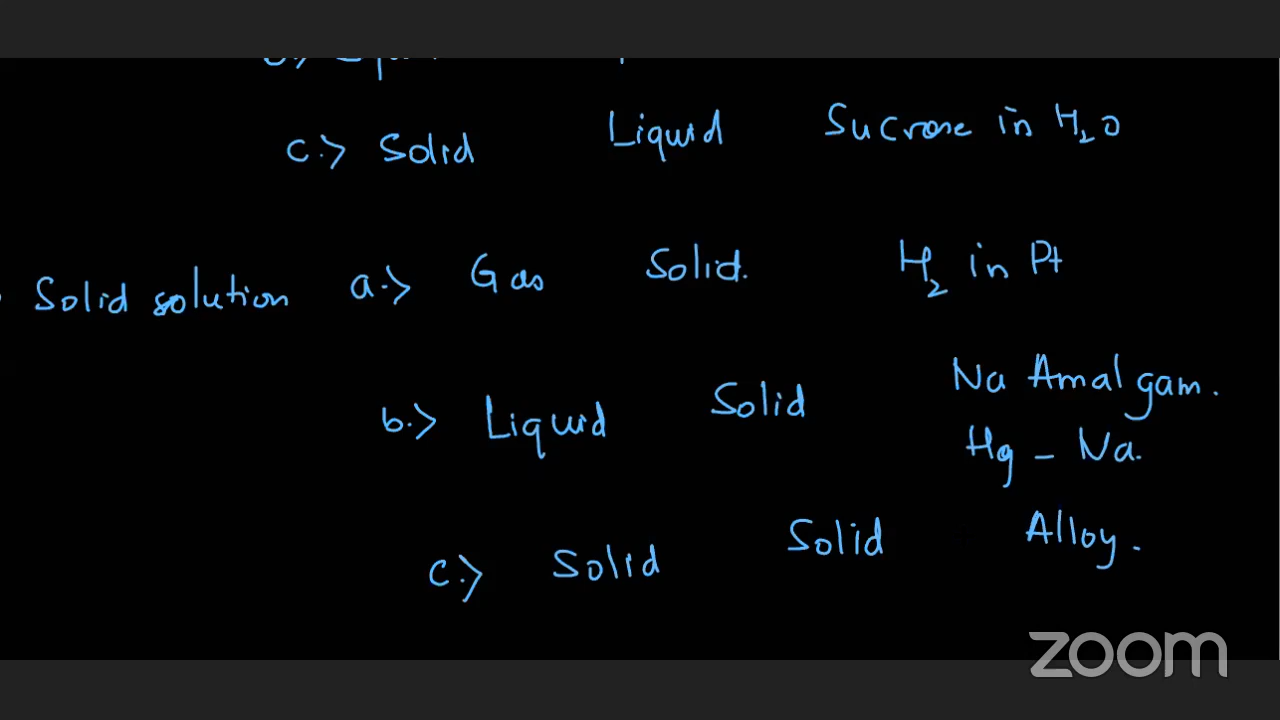 c.> Solid Liquid Sucrose in H₂O
Solid solution a.> Gas Solid. H₂ in Pt
b.> Liquid Solid Na Amalgam.
Hg - Na.
c.> Solid Solid Alloy.
zoom